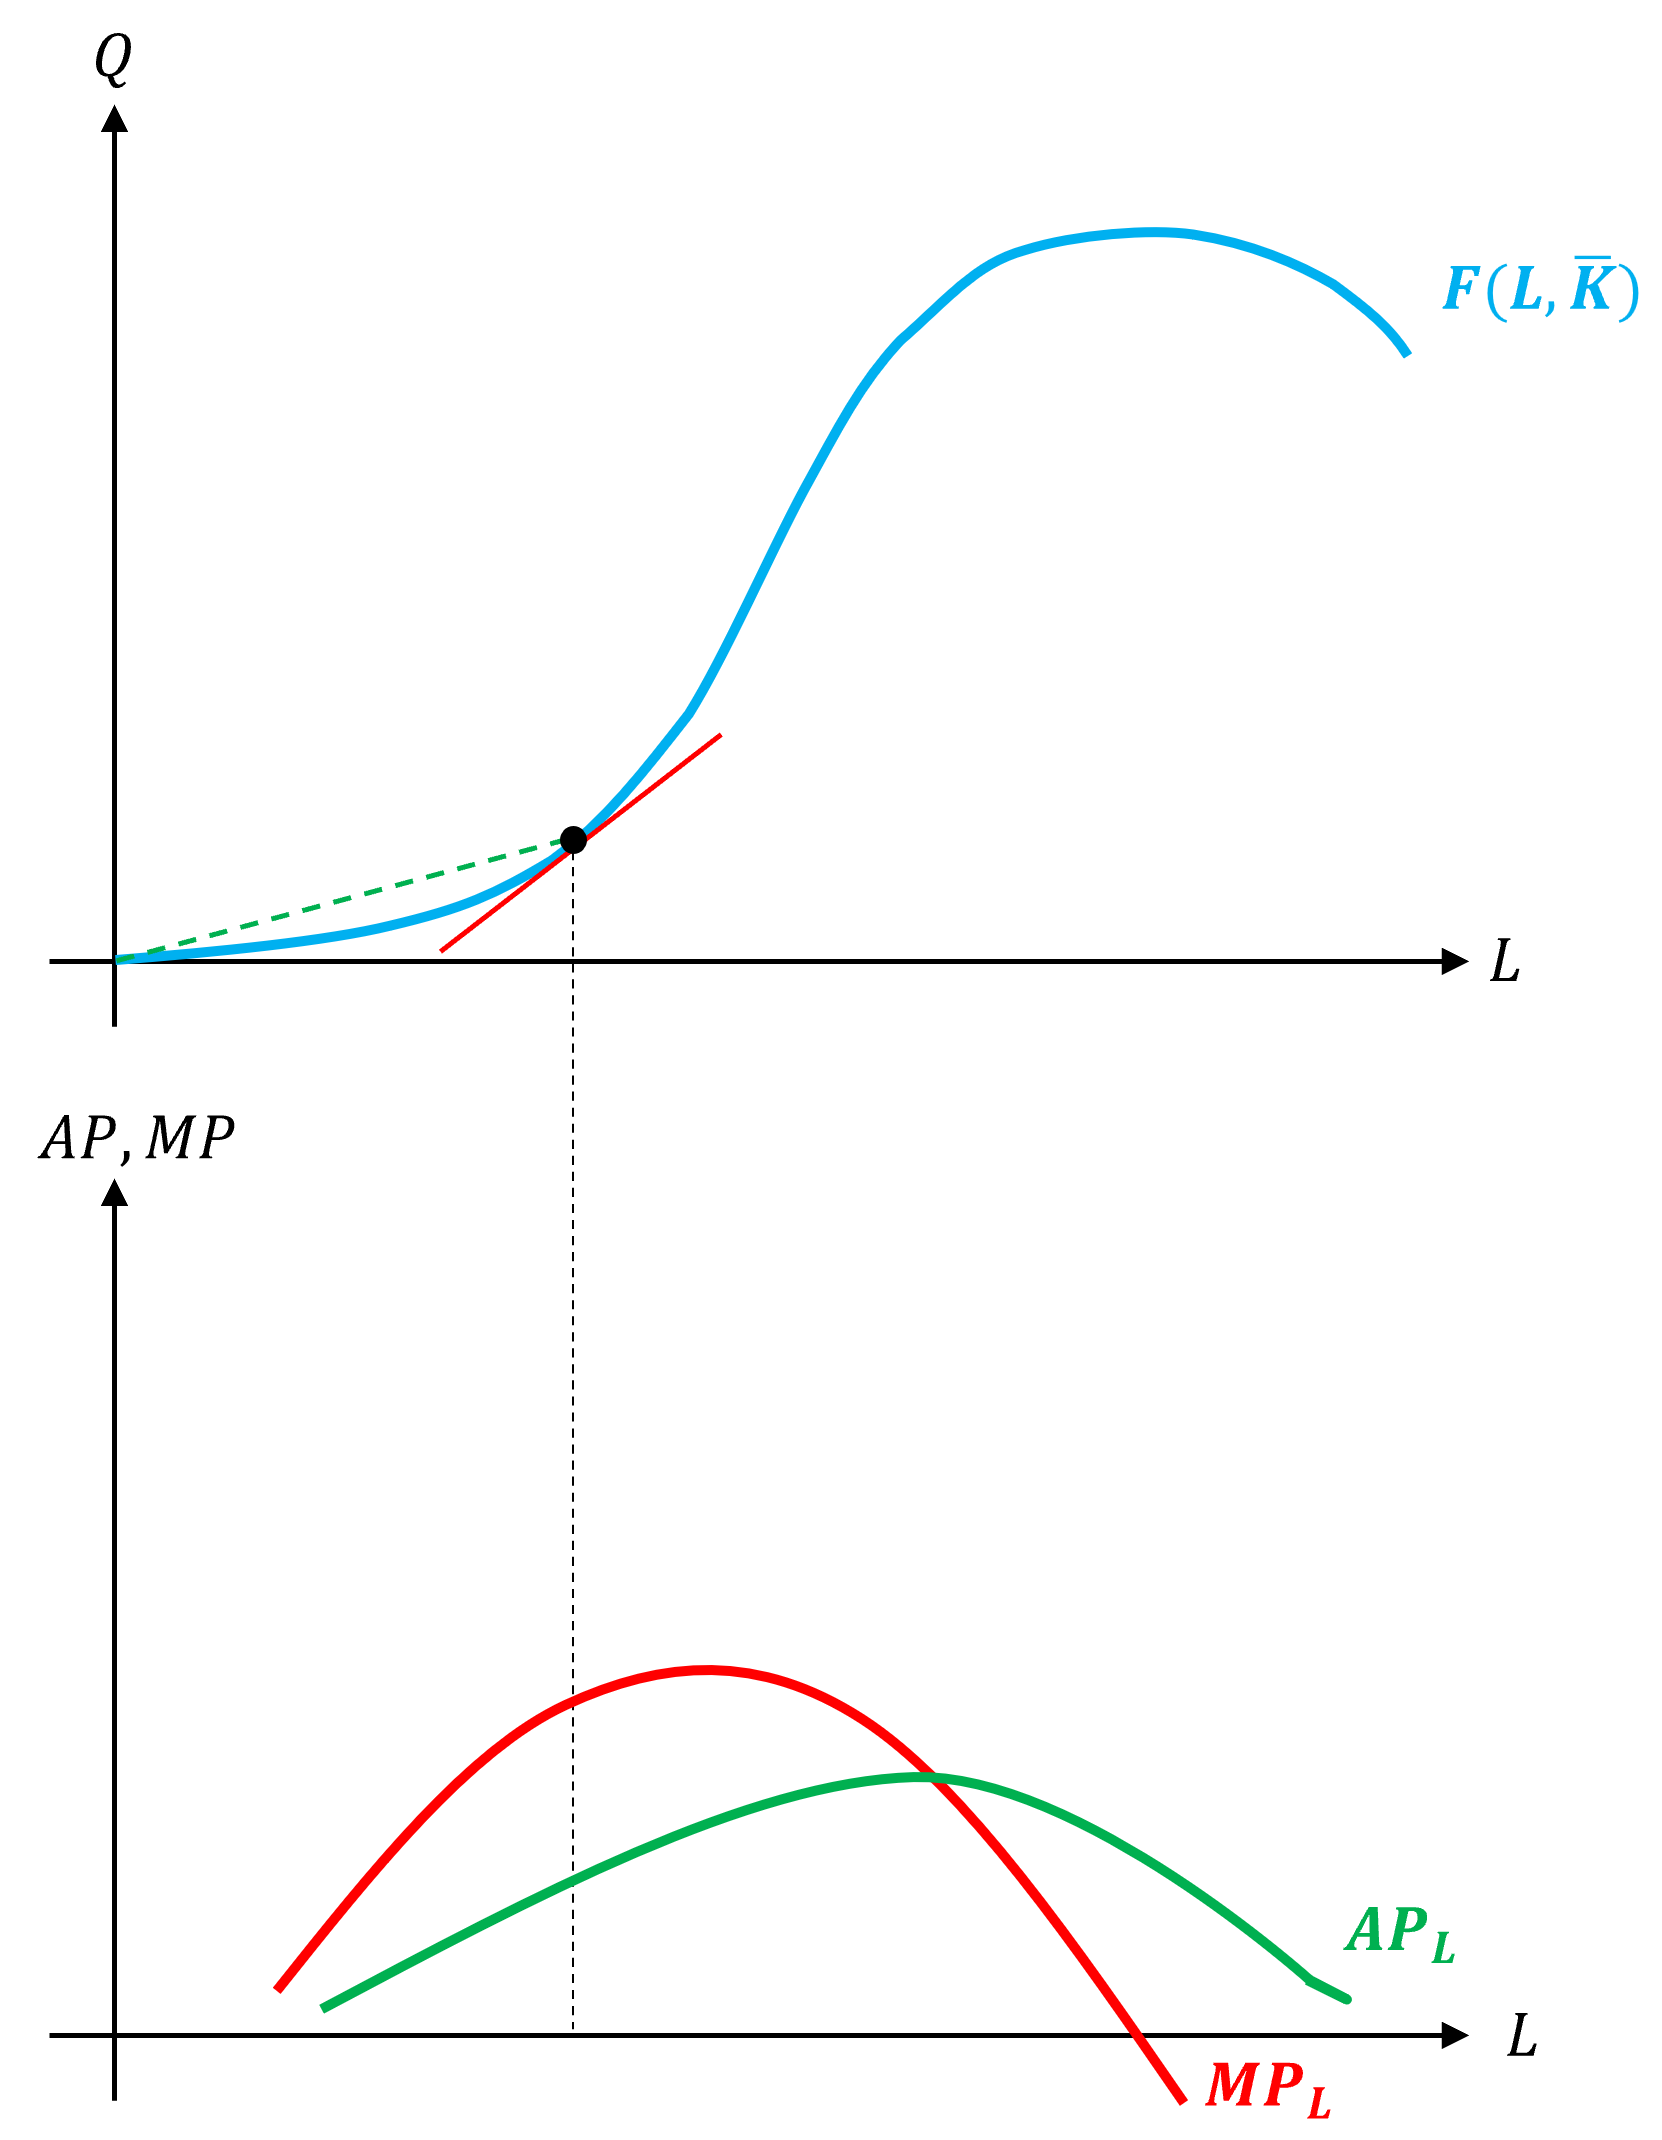 Q
F(L, K̅)
L
AP, MP
AP_L
L
MP_L